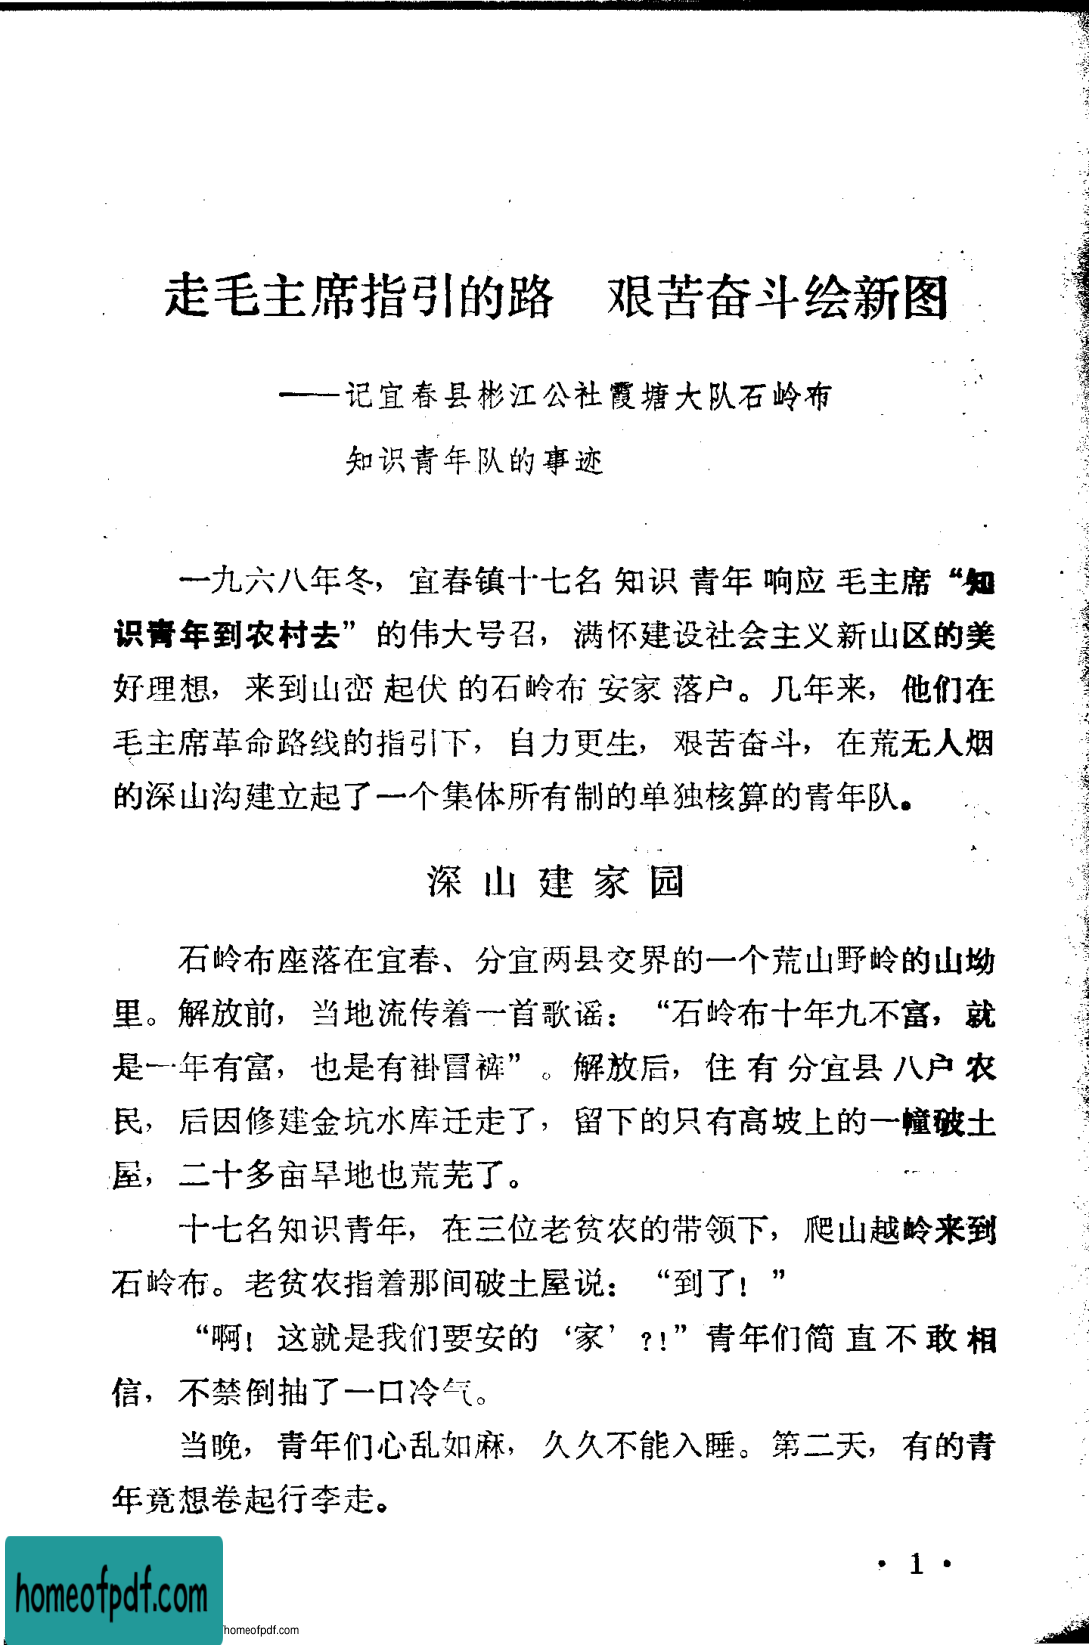 走毛主席指引的路　艰苦奋斗绘新图
——记宜春县彬江公社霞塘大队石岭布
知识青年队的事迹
一九六八年冬，宜春镇十七名知识青年响应毛主席“知
识青年到农村去”的伟大号召，满怀建设社会主义新山区的美
好理想，来到山峦起伏的石岭布安家落户。几年来，他们在
毛主席革命路线的指引下，自力更生，艰苦奋斗，在荒无人烟
的深山沟建立起了一个集体所有制的单独核算的青年队。
深山建家园
石岭布座落在宜春、分宜两县交界的一个荒山野岭的山坳
里。解放前，当地流传着一首歌谣：“石岭布十年九不富，就
是一年有富，也是有褂冒裤”。解放后，住有分宜县八户农
民，后因修建金坑水库迁走了，留下的只有高坡上的一幢破土
屋，二十多亩旱地也荒芜了。
十七名知识青年，在三位老贫农的带领下，爬山越岭来到
石岭布。老贫农指着那间破土屋说：“到了！”
“啊！这就是我们要安的‘家’？！”青年们简直不敢相
信，不禁倒抽了一口冷气。
当晚，青年们心乱如麻，久久不能入睡。第二天，有的青
年竟想卷起行李走。
·1·
homeofpdf.com
homeofpdf.com